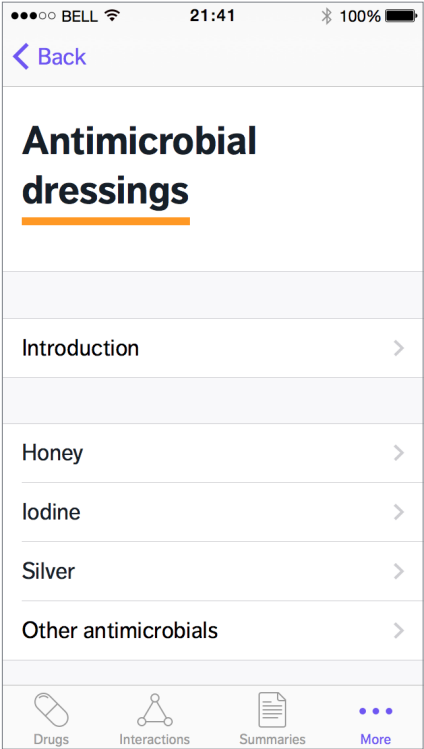 BELL 21:41 100%
Back
Antimicrobial
dressings
Introduction
Honey
Iodine
Silver
Other antimicrobials
Drugs Interactions Summaries More